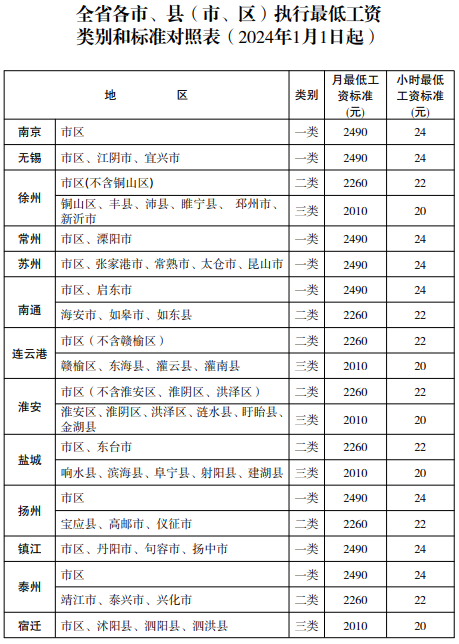 全省各市、县（市、区）执行最低工资
类别和标准对照表（2024年1月1日起）
地 区 类别 月最低工资标准(元) 小时最低工资标准(元)
南京 市区 一类 2490 24
无锡 市区、江阴市、宜兴市 一类 2490 24
徐州 市区(不含铜山区) 二类 2260 22
铜山区、丰县、沛县、睢宁县、 邳州市、
新沂市 三类 2010 20
常州 市区、溧阳市 一类 2490 24
苏州 市区、张家港市、常熟市、太仓市、昆山市 一类 2490 24
南通 市区、启东市 一类 2490 24
海安市、如皋市、如东县 二类 2260 22
连云港 市区（不含赣榆区） 二类 2260 22
赣榆区、东海县、灌云县、灌南县 三类 2010 20
淮安 市区（不含淮安区、淮阴区、洪泽区） 二类 2260 22
淮安区、淮阴区、洪泽区、涟水县、盱眙县、
金湖县 三类 2010 20
盐城 市区、东台市 二类 2260 22
响水县、滨海县、阜宁县、射阳县、建湖县 三类 2010 20
扬州 市区 一类 2490 24
宝应县、高邮市、仪征市 二类 2260 22
镇江 市区、丹阳市、句容市、扬中市 一类 2490 24
泰州 市区 一类 2490 24
靖江市、泰兴市、兴化市 二类 2260 22
宿迁 市区、沭阳县、泗阳县、泗洪县 三类 2010 20